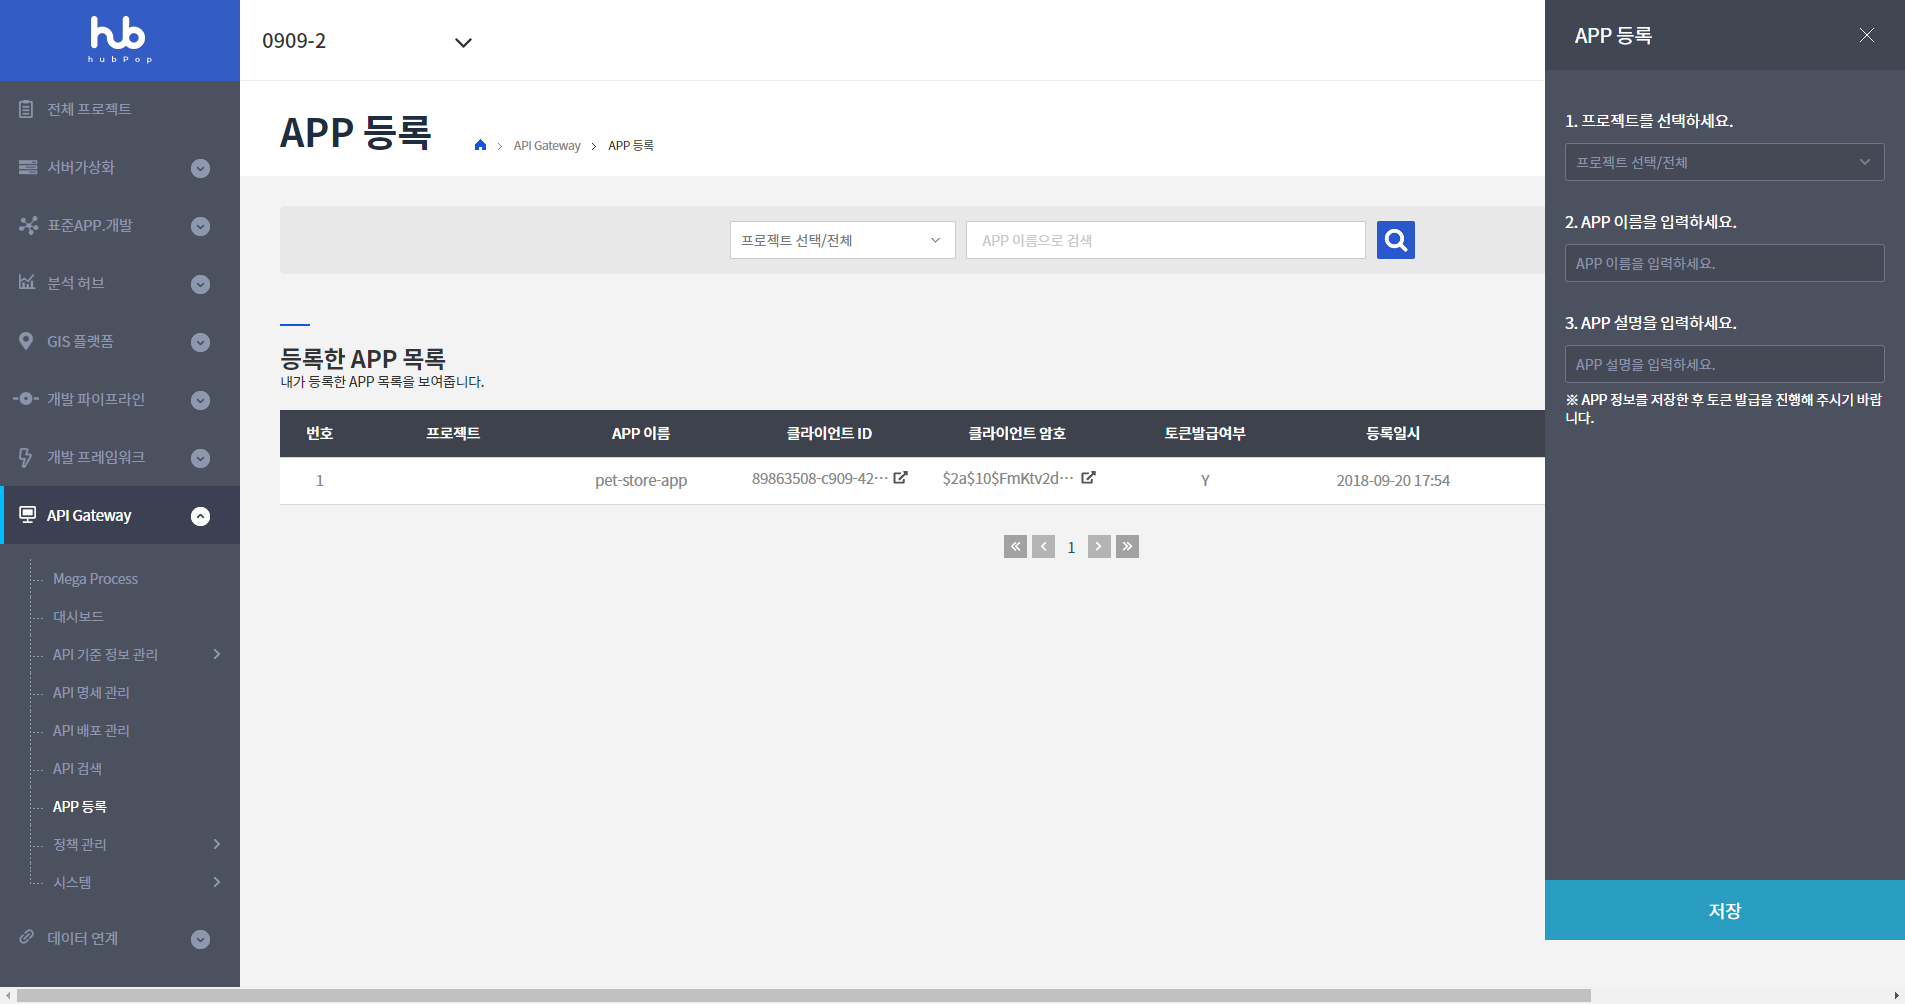 hub
hubPop
전체 프로젝트
서버가상화
표준APP.개발
분석 허브
GIS 플랫폼
개발 파이프라인
개발 프레임워크
API Gateway
Mega Process
대시보드
API 기준 정보 관리
API 명세 관리
API 배포 관리
API 검색
APP 등록
정책 관리
시스템
데이터 연계
0909-2
APP 등록
API Gateway
APP 등록
프로젝트 선택/전체
APP 이름으로 검색
등록한 APP 목록
내가 등록한 APP 목록을 보여줍니다.
번호 프로젝트 APP 이름 클라이언트 ID 클라이언트 암호 토큰발급여부 등록일시
1 pet-store-app 89863508-c909-42··· $2a$10$FmKtv2d··· Y 2018-09-20 17:54
1
APP 등록
1. 프로젝트를 선택하세요.
프로젝트 선택/전체
2. APP 이름을 입력하세요.
APP 이름을 입력하세요.
3. APP 설명을 입력하세요.
APP 설명을 입력하세요.
※ APP 정보를 저장한 후 토큰 발급을 진행해 주시기 바랍
니다.
저장